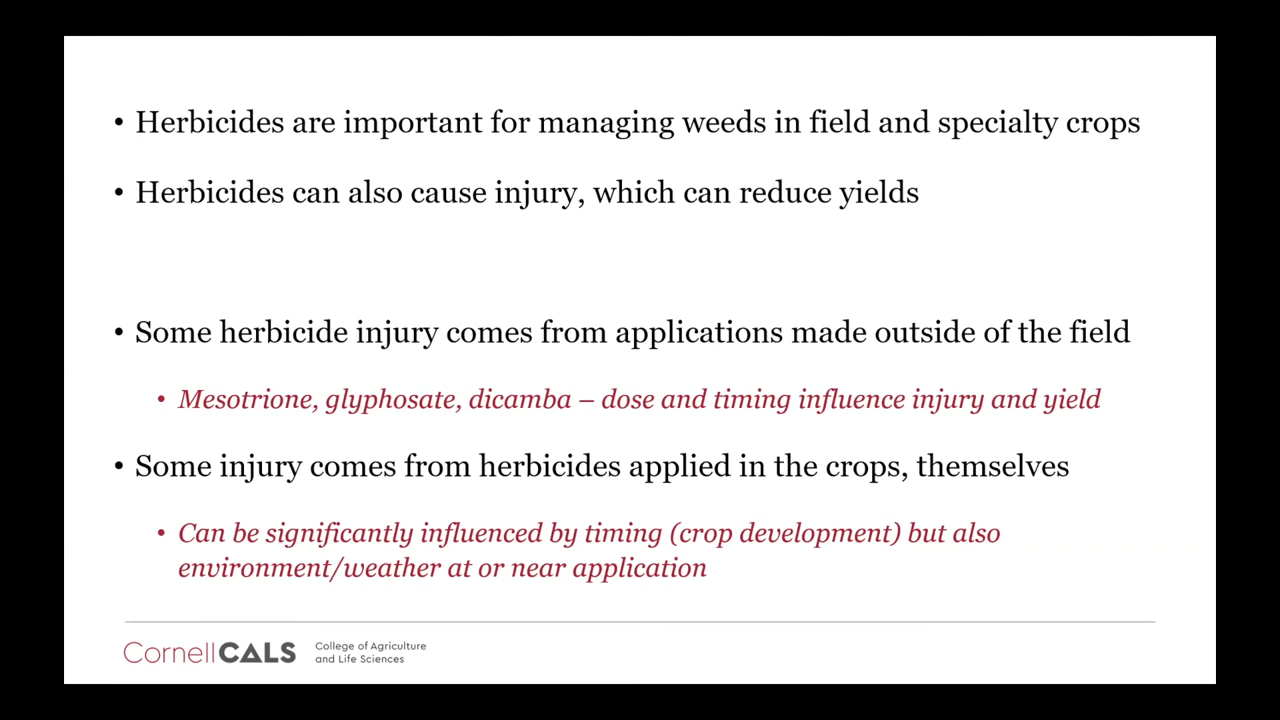 • Herbicides are important for managing weeds in field and specialty crops
• Herbicides can also cause injury, which can reduce yields
• Some herbicide injury comes from applications made outside of the field
• Mesotrione, glyphosate, dicamba – dose and timing influence injury and yield
• Some injury comes from herbicides applied in the crops, themselves
• Can be significantly influenced by timing (crop development) but also
environment/weather at or near application
CornellCALS
College of Agriculture
and Life Sciences